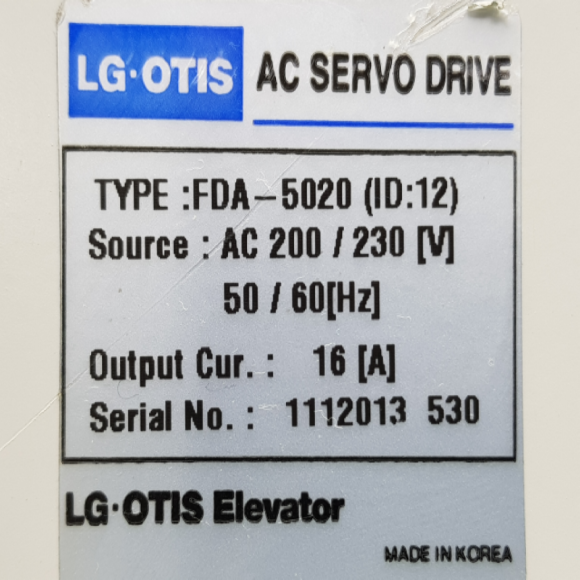 LG·OTIS AC SERVO DRIVE
TYPE :FDA-5020 (ID:12)
Source : AC 200 / 230 [V]
50 / 60[Hz]
Output Cur. : 16 [A]
Serial No. : 1112013 530
LG·OTIS Elevator
MADE IN KOREA